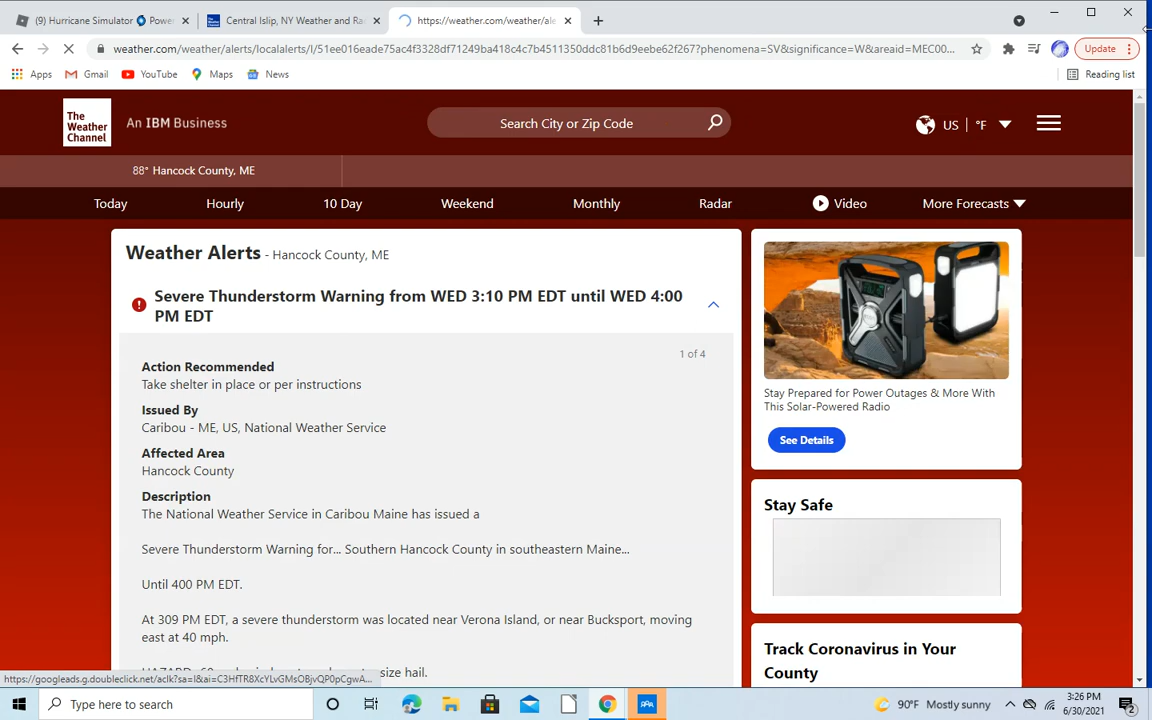 (9) Hurricane Simulator
Power
Central Islip, NY Weather and Ra
https://weather.com/weather/ale
weather.com/weather/alerts/localalerts/l/51ee016eade75ac4f3328df71249ba418c4c7b4511350ddc81b6d9eebe62f267?phenomena=SV&significance=W&areaid=MEC00...
Update
Apps
Gmail
YouTube
Maps
News
Reading list
The Weather Channel
An IBM Business
Search City or Zip Code
US | °F
88° Hancock County, ME
Today
Hourly
10 Day
Weekend
Monthly
Radar
Video
More Forecasts
Weather Alerts - Hancock County, ME
Severe Thunderstorm Warning from WED 3:10 PM EDT until WED 4:00
PM EDT
1 of 4
Action Recommended
Take shelter in place or per instructions
Issued By
Caribou - ME, US, National Weather Service
Affected Area
Hancock County
Description
The National Weather Service in Caribou Maine has issued a
Severe Thunderstorm Warning for... Southern Hancock County in southeastern Maine...
Until 400 PM EDT.
At 309 PM EDT, a severe thunderstorm was located near Verona Island, or near Bucksport, moving
east at 40 mph.
size hail.
Stay Prepared for Power Outages & More With
This Solar-Powered Radio
See Details
Stay Safe
Track Coronavirus in Your
County
https://googleads.g.doubleclick.net/aclk?sa=l&ai=C3HfTR8XcYLvGMsOBjvQP0pCgwA...
Type here to search
90°F Mostly sunny
3:26 PM
6/30/2021
2